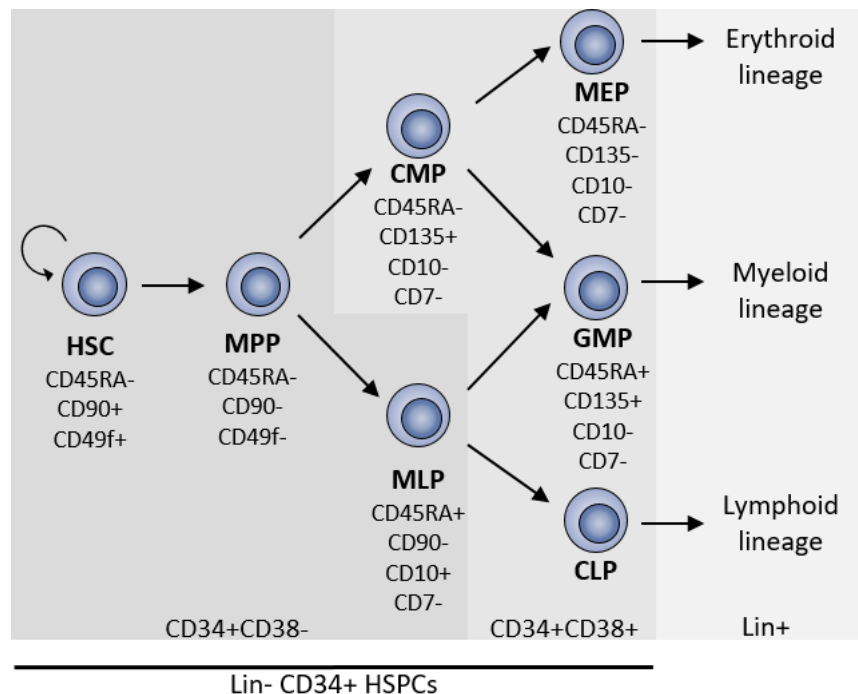 HSC
CD45RA-
CD90+
CD49f+
MPP
CD45RA-
CD90-
CD49f-
CMP
CD45RA-
CD135+
CD10-
CD7-
MLP
CD45RA+
CD90-
CD10+
CD7-
MEP
CD45RA-
CD135-
CD10-
CD7-
GMP
CD45RA+
CD135+
CD10-
CD7-
CLP
Erythroid
lineage
Myeloid
lineage
Lymphoid
lineage
CD34+CD38-
CD34+CD38+
Lin+
Lin- CD34+ HSPCs